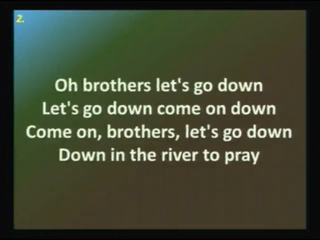 2.
Oh brothers let's go down
Let's go down come on down
Come on, brothers, let's go down
Down in the river to pray